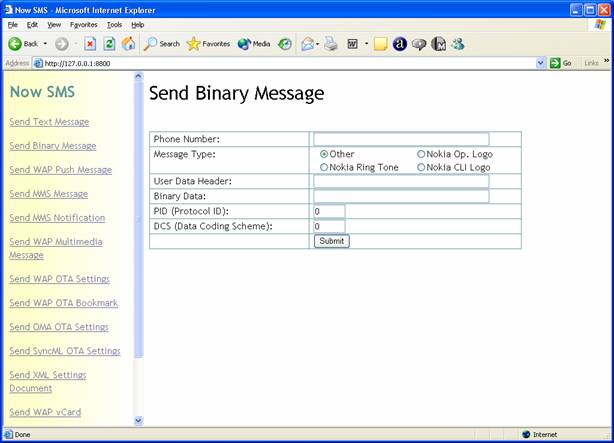 Now SMS - Microsoft Internet Explorer
File Edit View Favorites Tools Help
Back Search Favorites Media
Address http://127.0.0.1:8800 Go Links »
Now SMS
Send Text Message
Send Binary Message
Send WAP Push Message
Send MMS Message
Send MMS Notification
Send WAP Multimedia
Message
Send WAP OTA Settings
Send WAP OTA Bookmark
Send OMA OTA Settings
Send SyncML OTA Settings
Send XML Settings
Document
Send WAP vCard
Send Binary Message
Phone Number:
Message Type: Other Nokia Op. Logo
Nokia Ring Tone Nokia CLI Logo
User Data Header:
Binary Data:
PID (Protocol ID): 0
DCS (Data Coding Scheme): 0
Submit
Done Internet